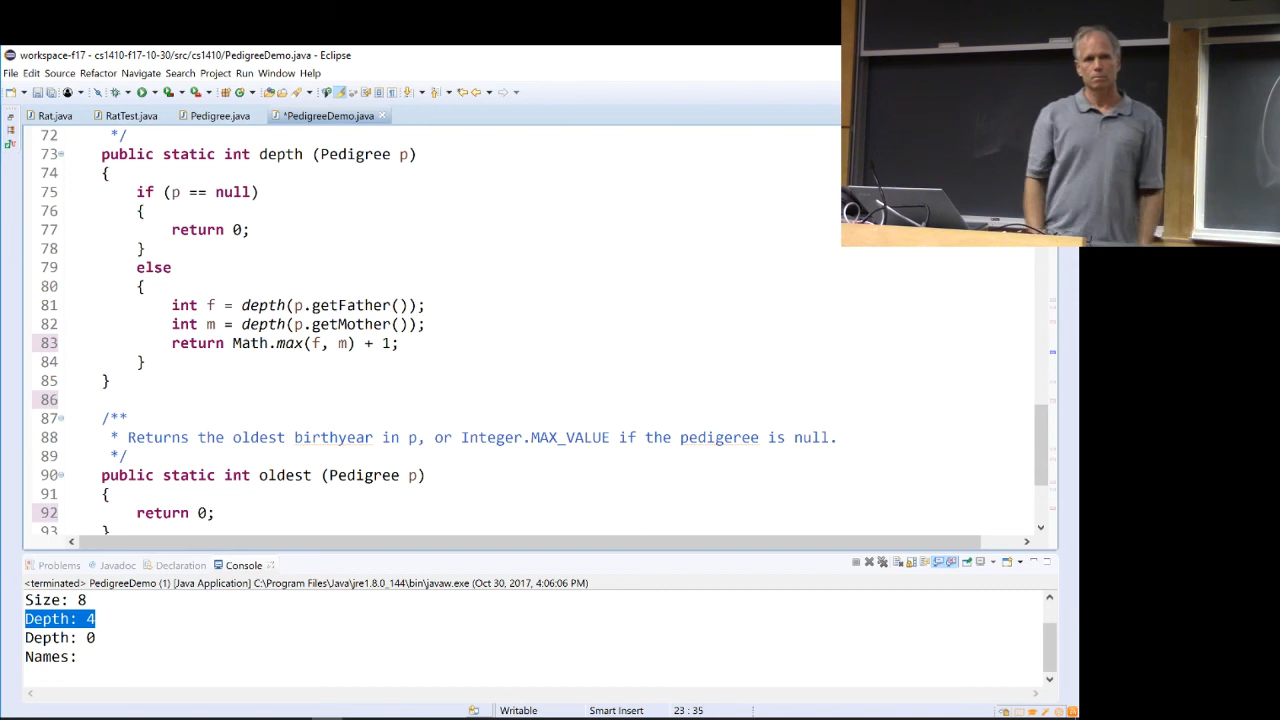 workspace-f17 - cs1410-f17-10-30/src/cs1410/PedigreeDemo.java - Eclipse
File Edit Source Refactor Navigate Search Project Run Window Help
Rat.java RatTest.java Pedigree.java *PedigreeDemo.java
72 */
73 public static int depth (Pedigree p)
74 {
75 if (p == null)
76 {
77 return 0;
78 }
79 else
80 {
81 int f = depth(p.getFather());
82 int m = depth(p.getMother());
83 return Math.max(f, m) + 1;
84 }
85 }
86
87 /**
88 * Returns the oldest birthyear in p, or Integer.MAX_VALUE if the pedigeree is null.
89 */
90 public static int oldest (Pedigree p)
91 {
92 return 0;
93 }
Problems Javadoc Declaration Console
<terminated> PedigreeDemo (1) [Java Application] C:\Program Files\Java\jre1.8.0_144\bin\javaw.exe (Oct 30, 2017, 4:06:06 PM)
Size: 8
Depth: 4
Depth: 0
Names:
Writable Smart Insert 23 : 35